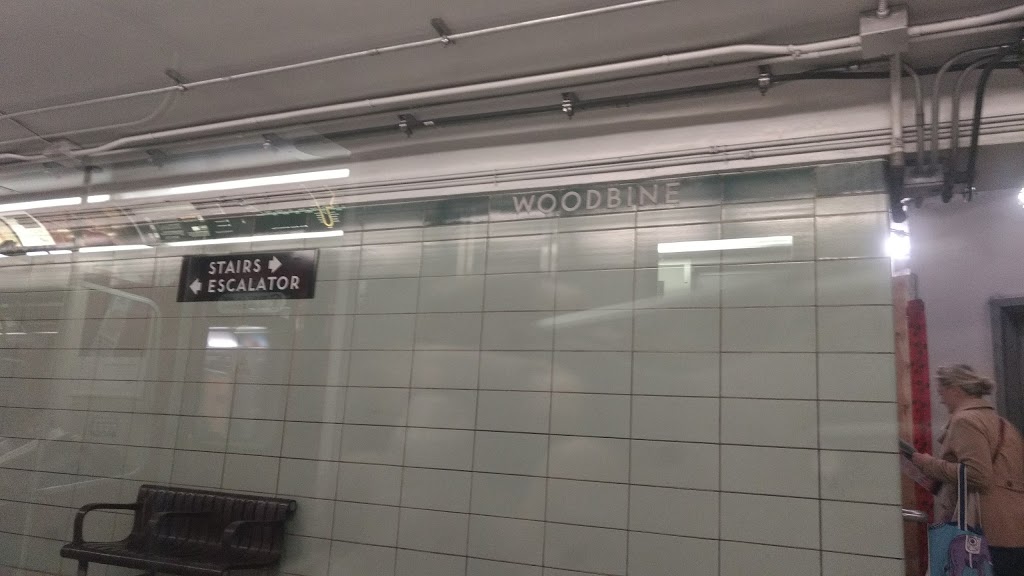 WOODBINE
STAIRS →
← ESCALATOR